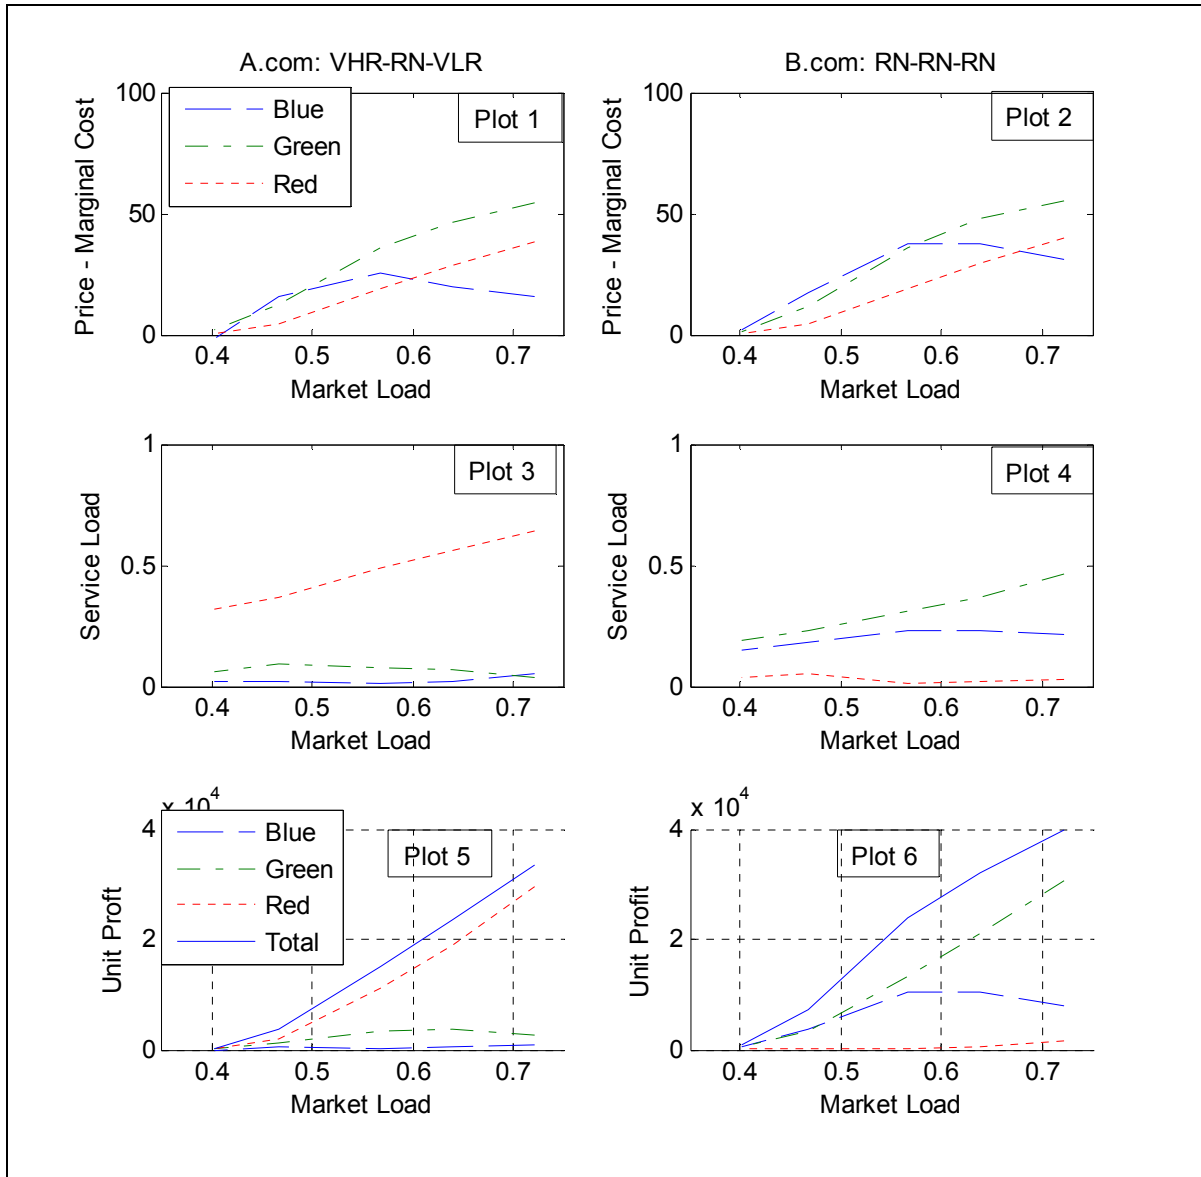 A.com: VHR-RN-VLR
B.com: RN-RN-RN
Price - Marginal Cost
100
50
0
Blue
Green
Red
Plot 1
0.4 0.5 0.6 0.7
Market Load
Price - Marginal Cost
100
50
0
Plot 2
0.4 0.5 0.6 0.7
Market Load
Service Load
1
0.5
0
Plot 3
0.4 0.5 0.6 0.7
Market Load
Service Load
1
0.5
0
Plot 4
0.4 0.5 0.6 0.7
Market Load
x 10^4
Unit Proft
4
2
0
Blue
Green
Red
Total
Plot 5
0.4 0.5 0.6 0.7
Market Load
x 10^4
Unit Profit
4
2
0
Plot 6
0.4 0.5 0.6 0.7
Market Load